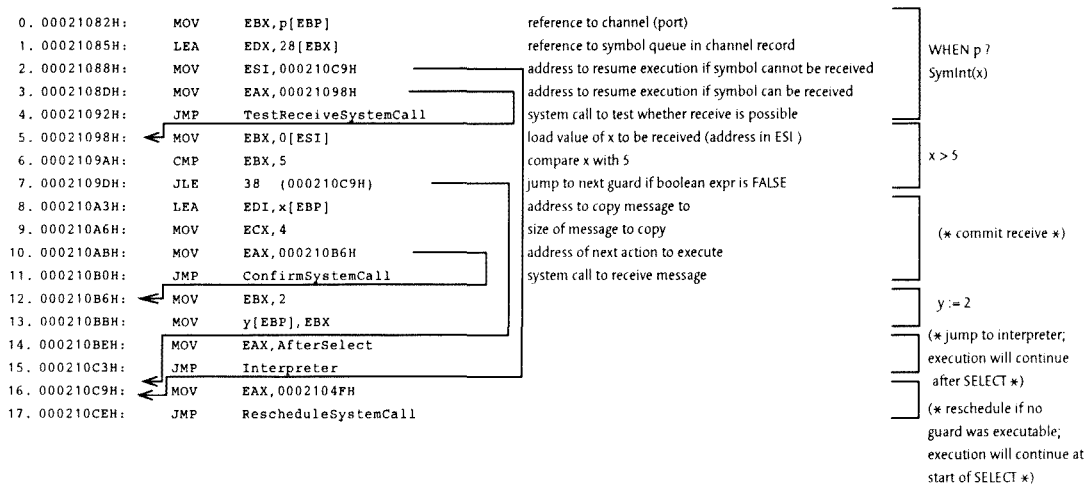 0. 00021082H: MOV EBX,p[EBP] reference to channel (port)
1. 00021085H: LEA EDX,28[EBX] reference to symbol queue in channel record
2. 00021088H: MOV ESI,000210C9H address to resume execution if symbol cannot be received
3. 0002108DH: MOV EAX,00021098H address to resume execution if symbol can be received
4. 00021092H: JMP TestReceiveSystemCall system call to test whether receive is possible
WHEN p ?
SymInt(x)
5. 00021098H: MOV EBX,0[ESI] load value of x to be received (address in ESI )
6. 0002109AH: CMP EBX,5 compare x with 5
7. 0002109DH: JLE 38 (000210C9H) jump to next guard if boolean expr is FALSE
x > 5
8. 000210A3H: LEA EDI,x[EBP] address to copy message to
9. 000210A6H: MOV ECX,4 size of message to copy
10. 000210ABH: MOV EAX,000210B6H address of next action to execute
11. 000210B0H: JMP ConfirmSystemCall system call to receive message
(* commit receive *)
12. 000210B6H: MOV EBX,2
13. 000210BBH: MOV y[EBP],EBX
y := 2
14. 000210BEH: MOV EAX,AfterSelect
15. 000210C3H: JMP Interpreter
(* jump to interpreter;
execution will continue
after SELECT *)
16. 000210C9H: MOV EAX,0002104FH
17. 000210CEH: JMP RescheduleSystemCall
(* reschedule if no
guard was executable;
execution will continue at
start of SELECT *)